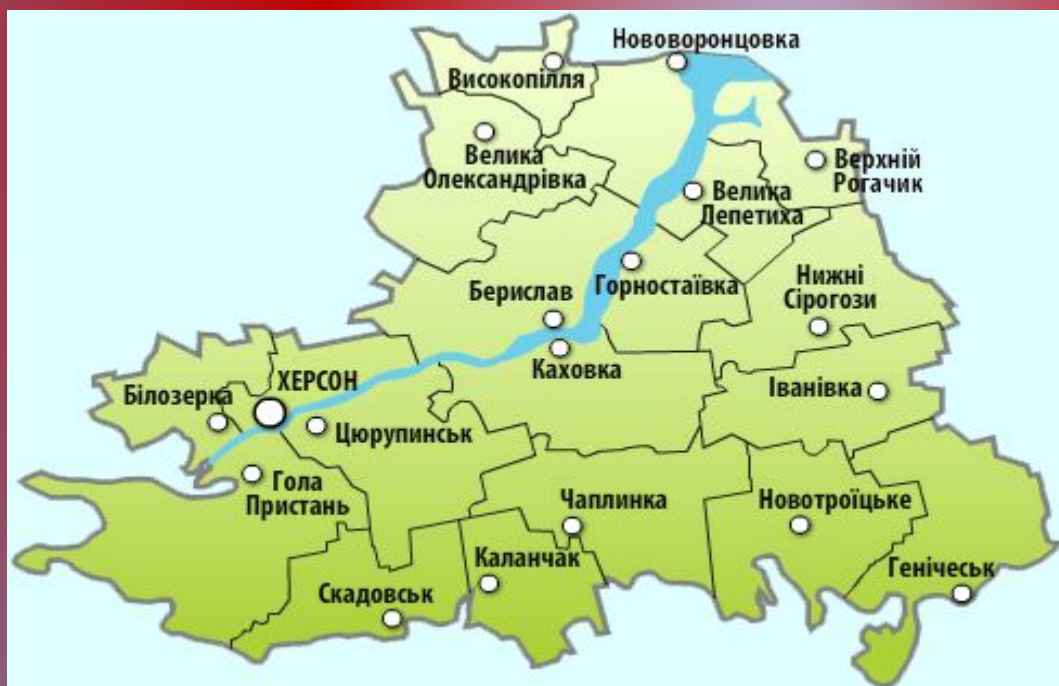 Нововоронцовка
Високопілля
Велика
Олександрівка
Верхній
Рогачик
Велика
Лепетиха
Горностаївка
Нижні
Сірогози
Берислав
Каховка
Іванівка
ХЕРСОН
Білозерка
Цюрупинськ
Гола
Пристань
Чаплинка
Новотроїцьке
Каланчак
Генічеськ
Скадовськ